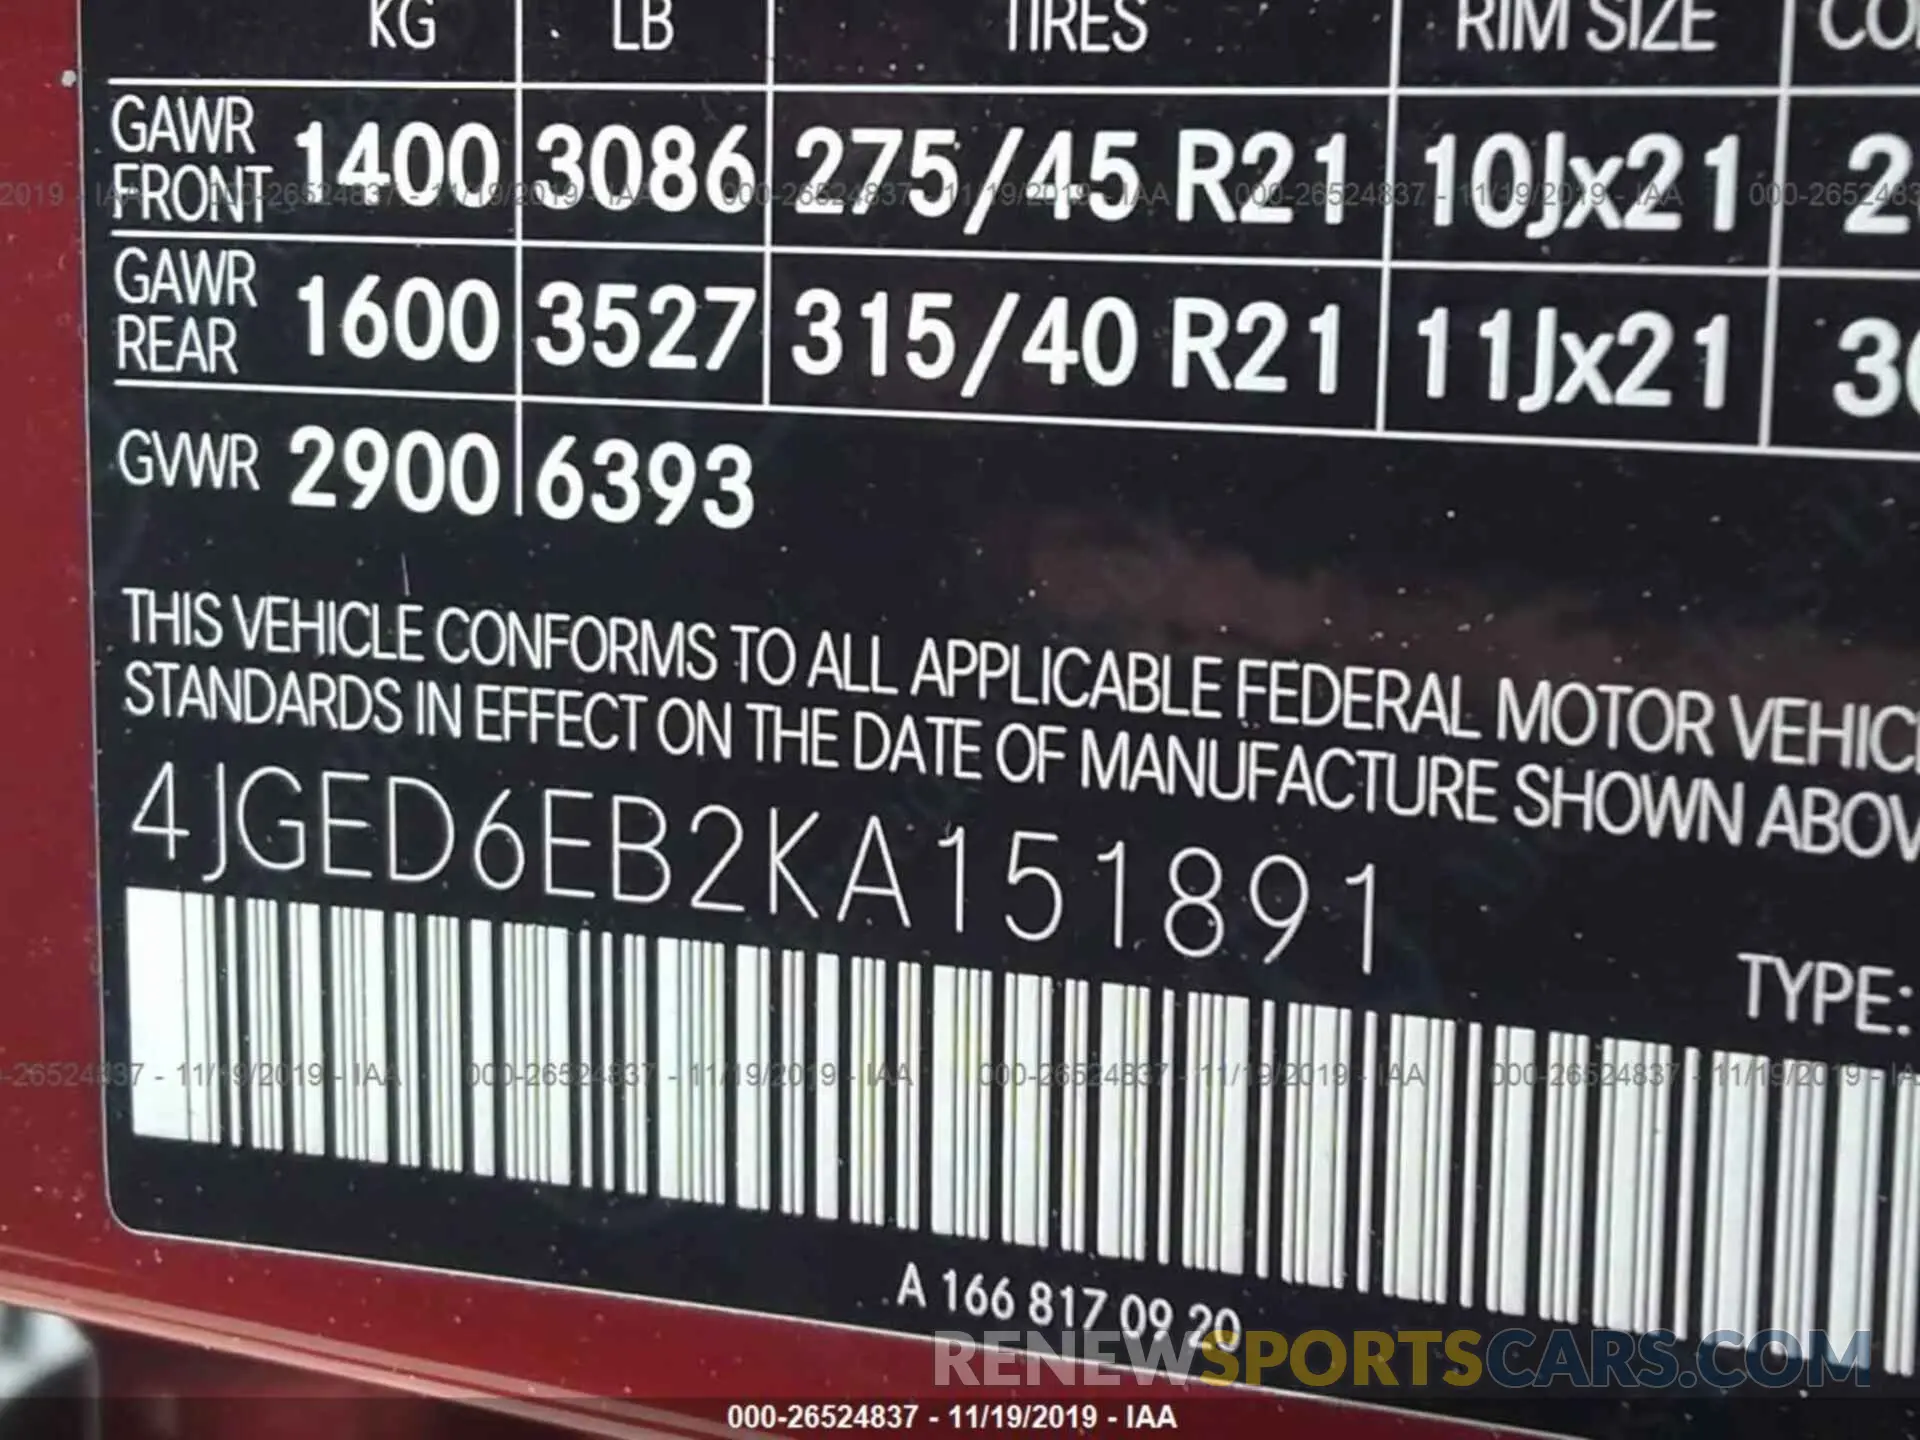 KG LB TIRES RIM SIZE
GAWR FRONT 1400 3086 275/45 R21 10Jx21
GAWR REAR 1600 3527 315/40 R21 11Jx21
GVWR 2900 6393
THIS VEHICLE CONFORMS TO ALL APPLICABLE FEDERAL MOTOR VEHIC
STANDARDS IN EFFECT ON THE DATE OF MANUFACTURE SHOWN ABOV
4JGED6EB2KA151891
TYPE:
A 166 817 09 20
RENEWSPORTSCARS.COM
000-26524837 - 11/19/2019 - IAA